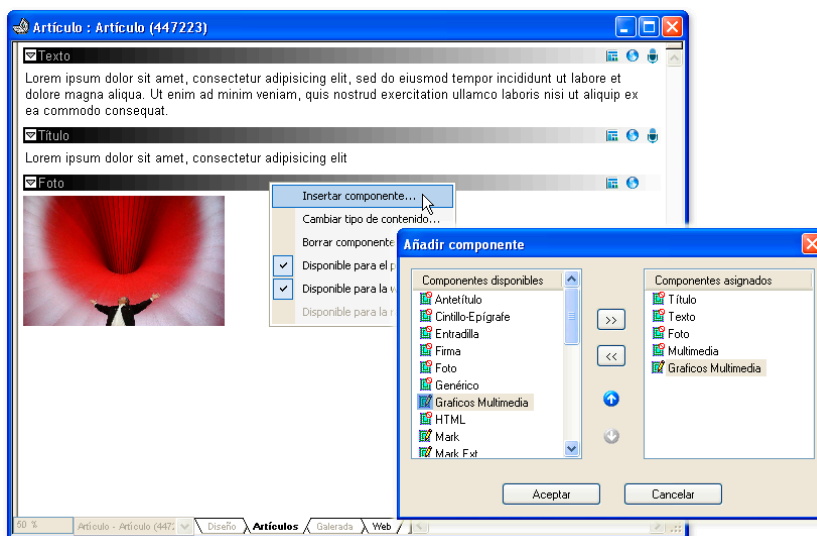 Artículo : Artículo (447223)
Texto
Lorem ipsum dolor sit amet, consectetur adipisicing elit, sed do eiusmod tempor incididunt ut labore et
dolore magna aliqua. Ut enim ad minim veniam, quis nostrud exercitation ullamco laboris nisi ut aliquip ex
ea commodo consequat.
Título
Lorem ipsum dolor sit amet, consectetur adipisicing elit
Foto
Insertar componente...
Cambiar tipo de contenido...
Borrar componente
Disponible para el
Disponible para la
Disponible para la
Añadir componente
Componentes disponibles
Antetítulo
Cintillo-Epígrafe
Entradilla
Firma
Foto
Genérico
Graficos Multimedia
HTML
Mark
Mark Ext
>>
<<
Componentes asignados
Título
Texto
Foto
Multimedia
Graficos Multimedia
Aceptar
Cancelar
50 %
Artículo - Artículo (447
Diseño
Artículos
Galerada
Web